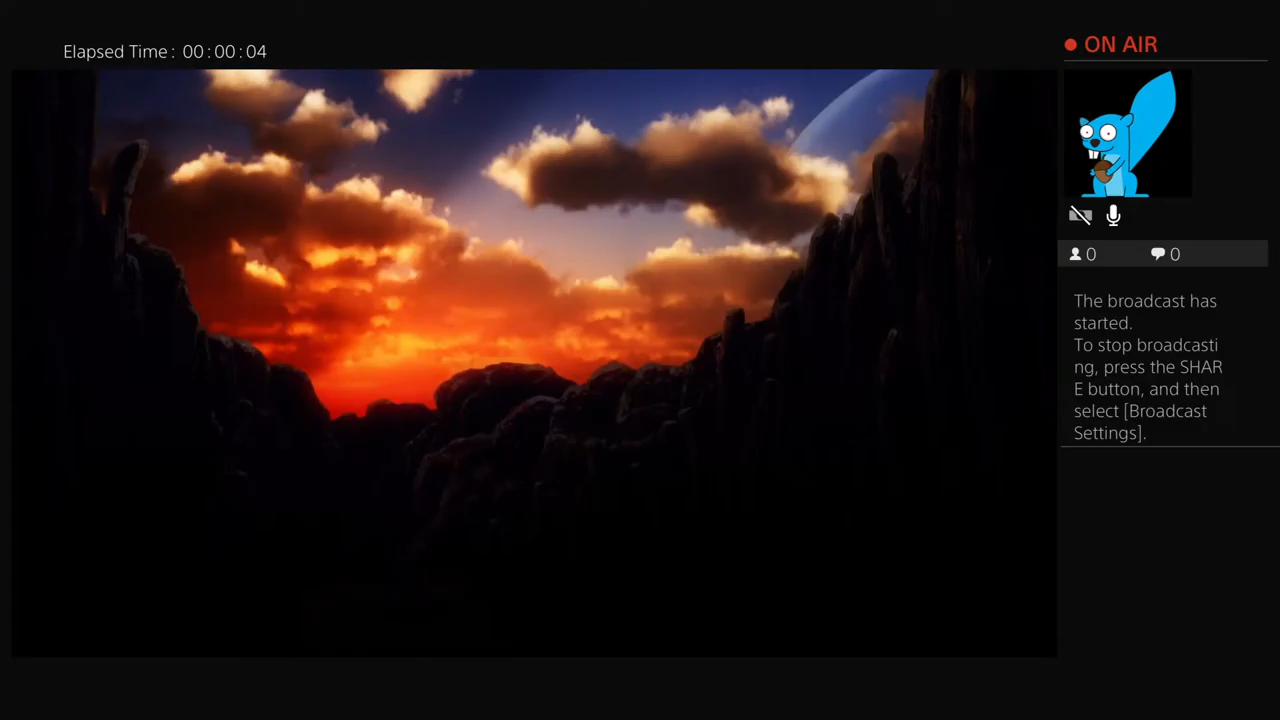 Elapsed Time : 00:00:04
ON AIR
0 0
The broadcast has
started.
To stop broadcasti
ng, press the SHAR
E button, and then
select [Broadcast
Settings].